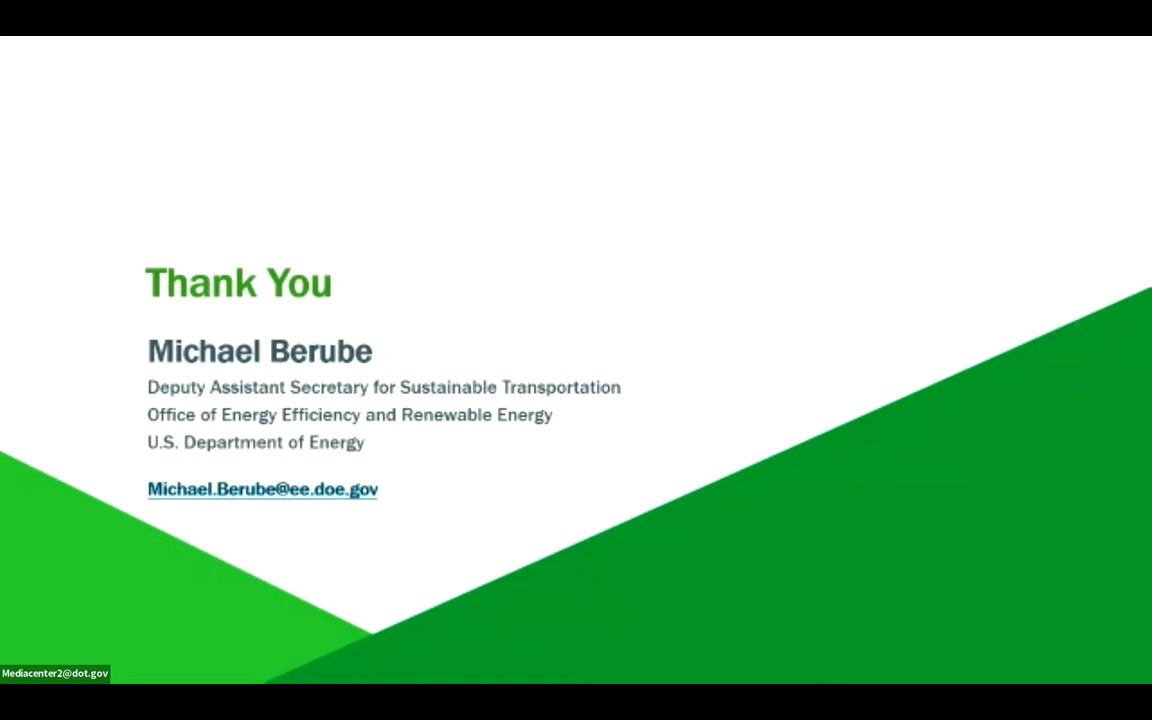 Thank You
Michael Berube
Deputy Assistant Secretary for Sustainable Transportation
Office of Energy Efficiency and Renewable Energy
U.S. Department of Energy
Michael.Berube@ee.doe.gov
Mediacenter2@dot.gov